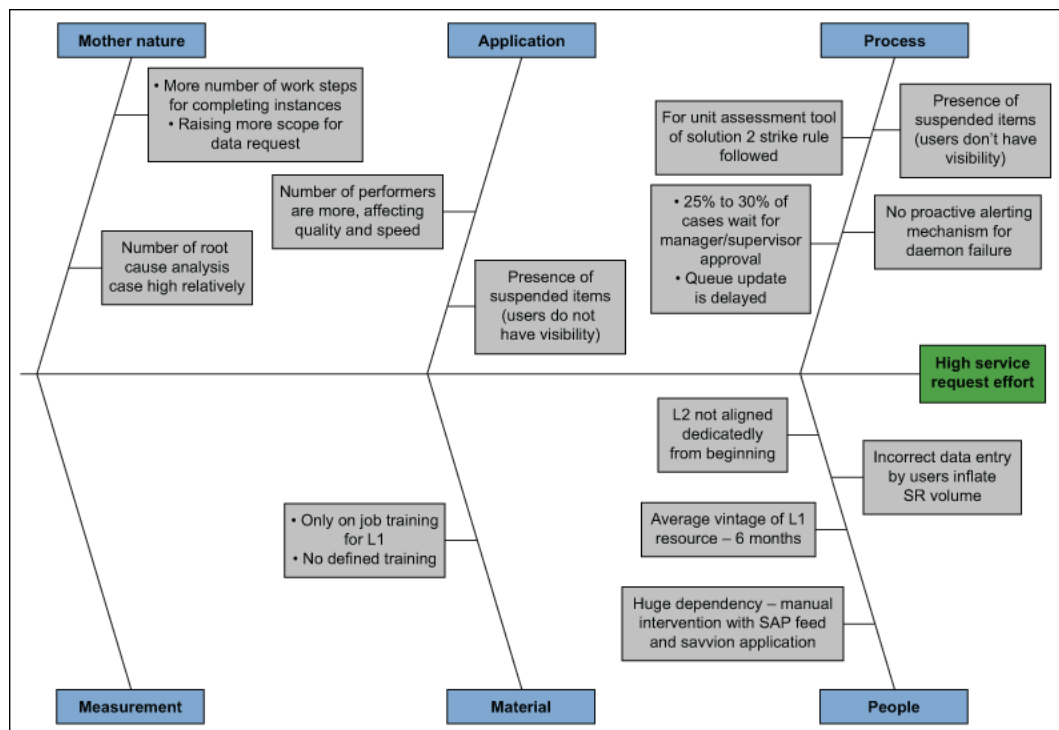 Mother nature
Application
Process
• More number of work steps
for completing instances
• Raising more scope for
data request
Number of root
cause analysis
case high relatively
Number of performers
are more, affecting
quality and speed
Presence of
suspended items
(users do not
have visibility)
For unit assessment tool
of solution 2 strike rule
followed
Presence of
suspended items
(users don't have
visibility)
• 25% to 30% of
cases wait for
manager/supervisor
approval
• Queue update
is delayed
No proactive alerting
mechanism for
daemon failure
High service
request effort
L2 not aligned
dedicatedly
from beginning
Incorrect data entry
by users inflate
SR volume
• Only on job training
for L1
• No defined training
Average vintage of L1
resource – 6 months
Huge dependency – manual
intervention with SAP feed
and savvion application
Measurement
Material
People